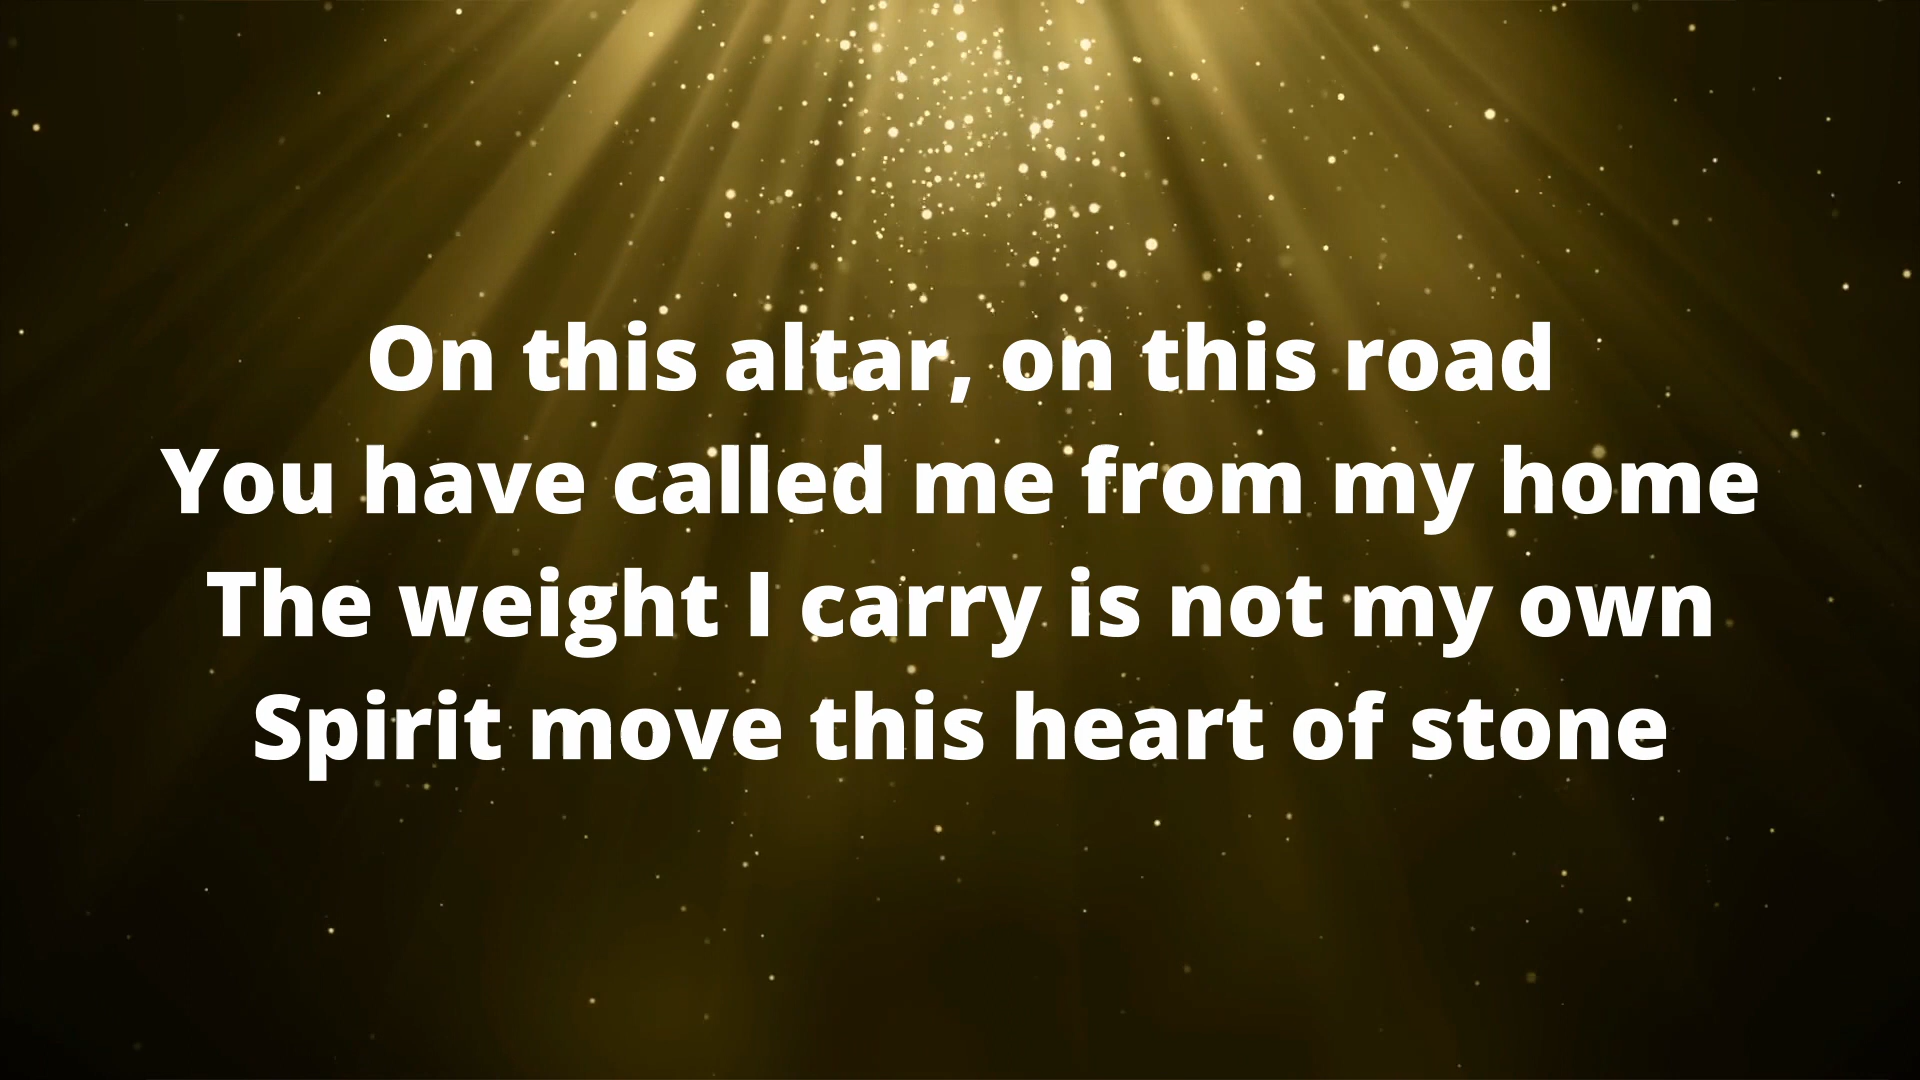 On this altar, on this road
You have called me from my home
The weight I carry is not my own
Spirit move this heart of stone